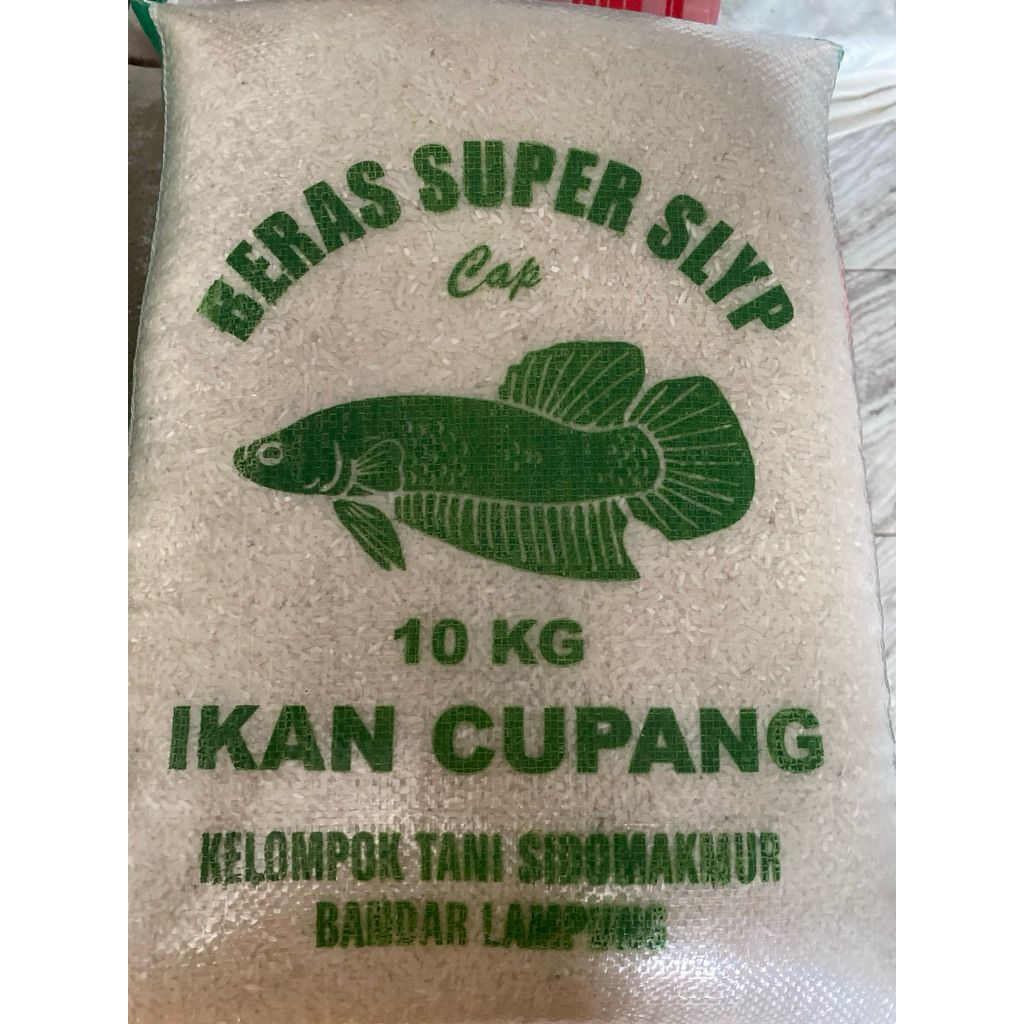 BERAS SUPER SLYP
Cap
10 KG
IKAN CUPANG
KELOMPOK TANI SIDOMAKMUR
BANDAR LAMPUNG